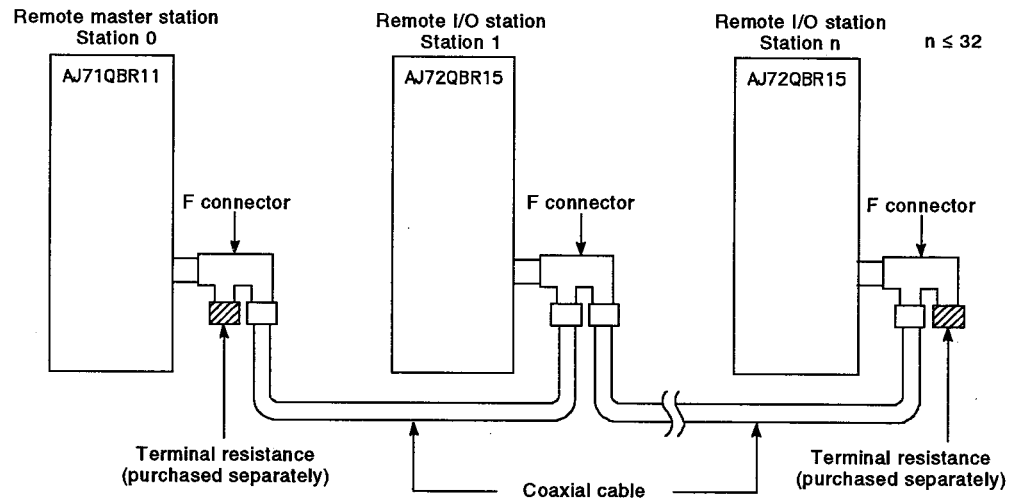 Remote master station
Station 0
Remote I/O station
Station 1
Remote I/O station
Station n
n ≤ 32
AJ71QBR11
AJ72QBR15
AJ72QBR15
F connector
F connector
F connector
Terminal resistance
(purchased separately)
Coaxial cable
Terminal resistance
(purchased separately)